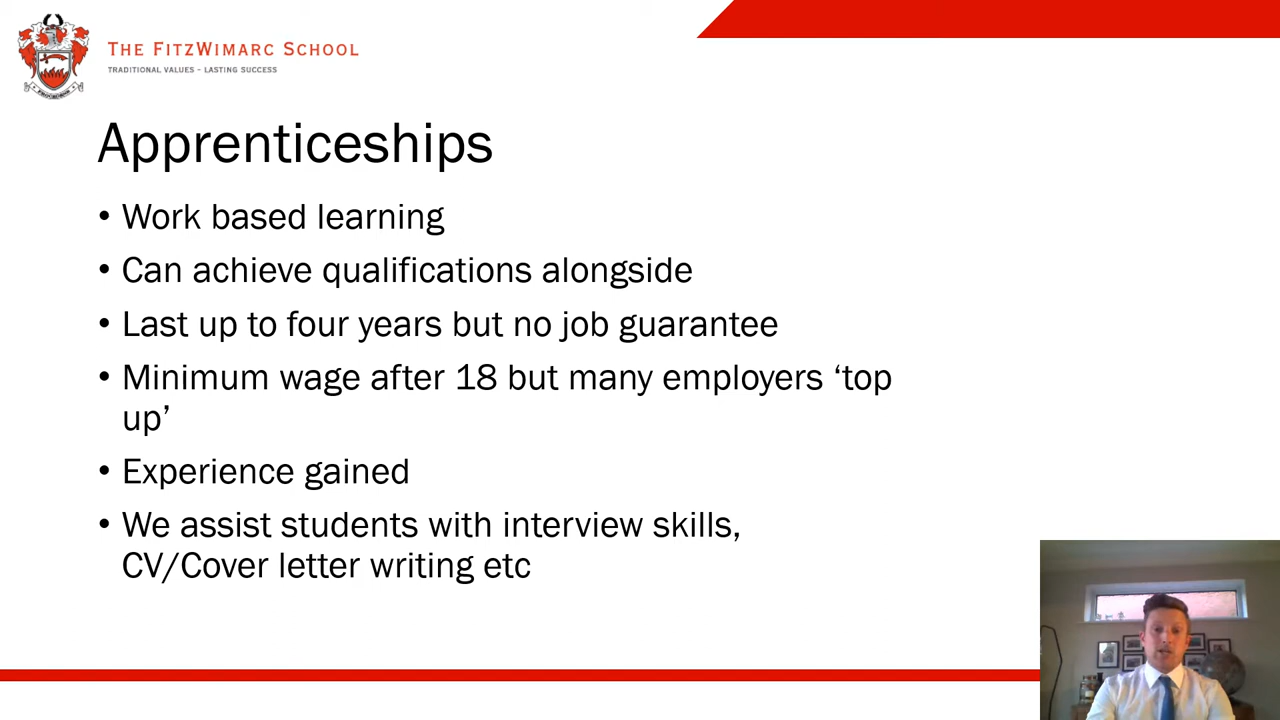 THE FITZWIMARC SCHOOL
TRADITIONAL VALUES - LASTING SUCCESS
Apprenticeships
• Work based learning
• Can achieve qualifications alongside
• Last up to four years but no job guarantee
• Minimum wage after 18 but many employers ‘top
up’
• Experience gained
• We assist students with interview skills,
CV/Cover letter writing etc